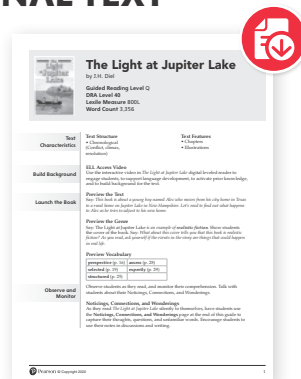 NAL TEXT
The Light at Jupiter Lake
by J.H. Diel
Guided Reading Level Q
DRA Level 40
Lexile Measure 800L
Word Count 3,356
Text
Characteristics
Text Structure
• Chronological
(Conflict, climax,
resolution)
Text Features
• Chapters
• Illustrations
Build Background
ELL Access Video
Use the interactive video in The Light at Jupiter Lake digital leveled reader to
engage students, to support language development, to activate prior knowledge,
and to build background for the text.
Launch the Book
Preview the Text
Say: This book is about a young boy named Alex who moves from his city home in Texas
to a rural home on Jupiter Lake in New Hampshire. Let's read to find out what happens
to Alex as he tries to adjust to his new home.
Preview the Genre
Say: The Light at Jupiter Lake is an example of realistic fiction. Show students
the cover of the book. Say: What about this cover tells you that this book is realistic
fiction? As you read, ask yourself if the events in the story are things that could happen
in real life.
Preview Vocabulary
perspective (p. 16) assess (p. 28)
selected (p. 19) expertly (p. 29)
structured (p. 25)
Observe and
Monitor
Observe students as they read, and monitor their comprehension. Talk with
students about their Noticings, Connections, and Wonderings.
Noticings, Connections, and Wonderings
As they read The Light at Jupiter Lake silently to themselves, have students use
the Noticings, Connections, and Wonderings page at the end of this guide to
capture their thoughts, questions, and unfamiliar words. Encourage students to
use their notes in discussions and writing.
Pearson © Copyright 2020
1